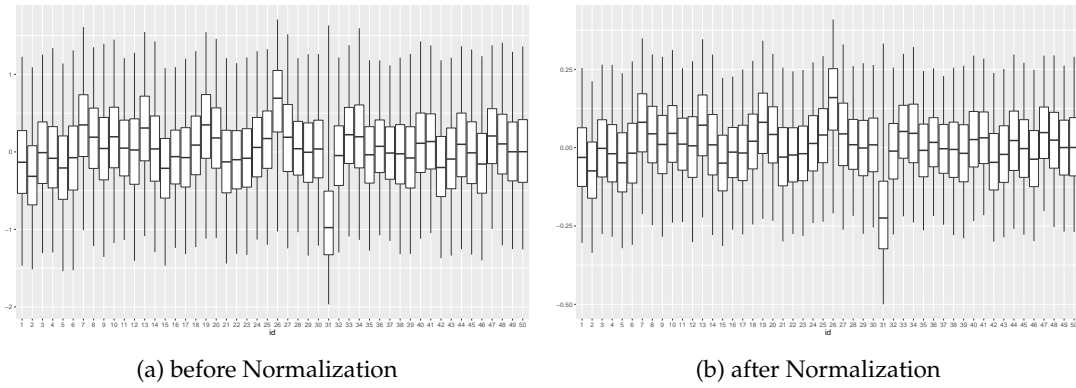 1
0
−1
−2
1 2 3 4 5 6 7 8 9 10 11 12 13 14 15 16 17 18 19 20 21 22 23 24 25 26 27 28 29 30 31 32 33 34 35 36 37 38 39 40 41 42 43 44 45 46 47 48 49 50
id
(a) before Normalization
0.25
0.00
−0.25
−0.50
1 2 3 4 5 6 7 8 9 10 11 12 13 14 15 16 17 18 19 20 21 22 23 24 25 26 27 28 29 30 31 32 33 34 35 36 37 38 39 40 41 42 43 44 45 46 47 48 49 50
id
(b) after Normalization